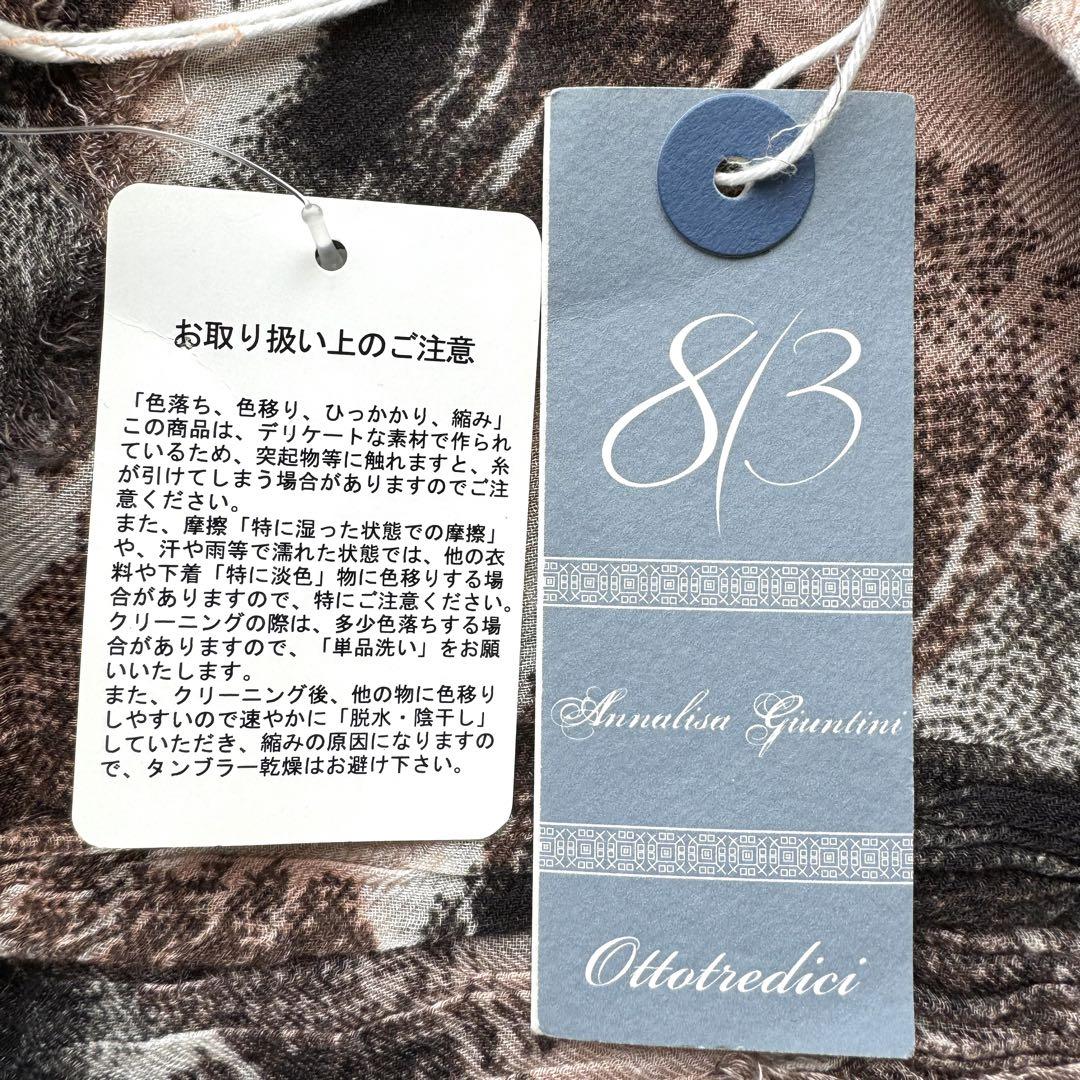 お取り扱い上のご注意
「色落ち、色移り、ひっかかり、縮み」
この商品は、デリケートな素材で作られ
ているため、突起物等に触れますと、糸
が引けてしまう場合がありますのでご注
意ください。
また、摩擦「特に湿った状態での摩擦」
や、汗や雨等で濡れた状態では、他の衣
料や下着「特に淡色」物に色移りする場
合がありますので、特にご注意ください。
クリーニングの際は、多少色落ちする場
合がありますので、「単品洗い」をお願
いいたします。
また、クリーニング後、他の物に色移り
しやすいので速やかに「脱水・陰干し」
していただき、縮みの原因になりますの
で、タンブラー乾燥はお避け下さい。
8/3
Annalisa Giuntini
Ottotredici